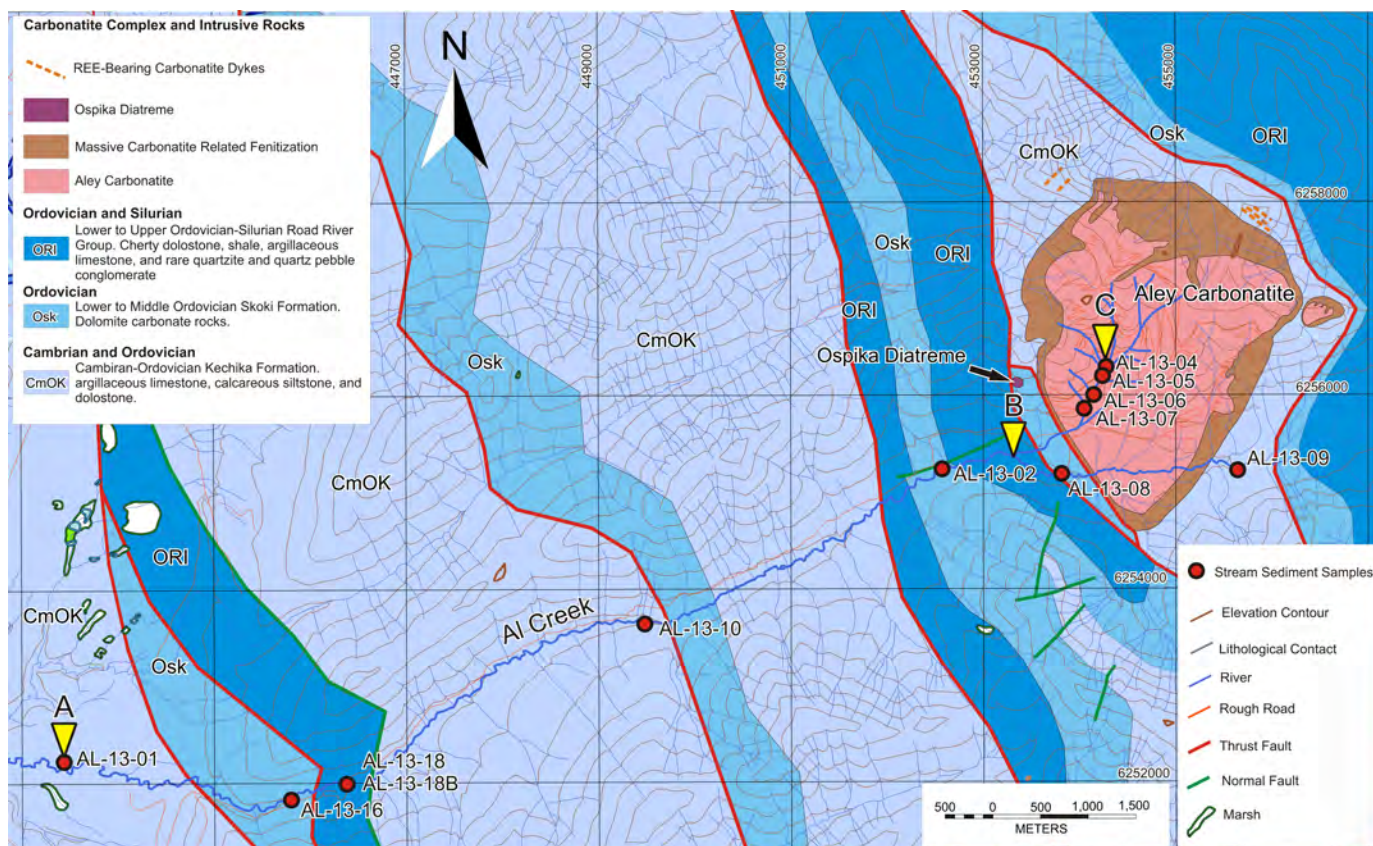 Carbonatite Complex and Intrusive Rocks
REE-Bearing Carbonatite Dykes
Ospika Diatreme
Massive Carbonatite Related Fenitization
Aley Carbonatite
Ordovician and Silurian
ORI
Lower to Upper Ordovician-Silurian Road River
Group. Cherty dolostone, shale, argillaceous
limestone, and rare quartzite and quartz pebble
conglomerate
Ordovician
Osk
Lower to Middle Ordovician Skoki Formation.
Dolomite carbonate rocks.
Cambrian and Ordovician
CmOK
Cambiran-Ordovician Kechika Formation.
argillaceous limestone, calcareous siltstone, and
dolostone.
447000
449000
451000
453000
455000
N
Osk
ORI
CmOK
6258000
Osk
ORI
CmOK
Aley Carbonatite
C
ORI
Osk
Ospika Diatreme
AL-13-04
AL-13-05
AL-13-06
AL-13-07
6256000
B
AL-13-02
AL-13-08
AL-13-09
CmOK
ORI
6254000
CmOK
Al Creek
AL-13-10
Osk
A
AL-13-01
AL-13-18
AL-13-18B
AL-13-16
6252000
500 0 500 1,000 1,500
METERS
Stream Sediment Samples
Elevation Contour
Lithological Contact
River
Rough Road
Thrust Fault
Normal Fault
Marsh